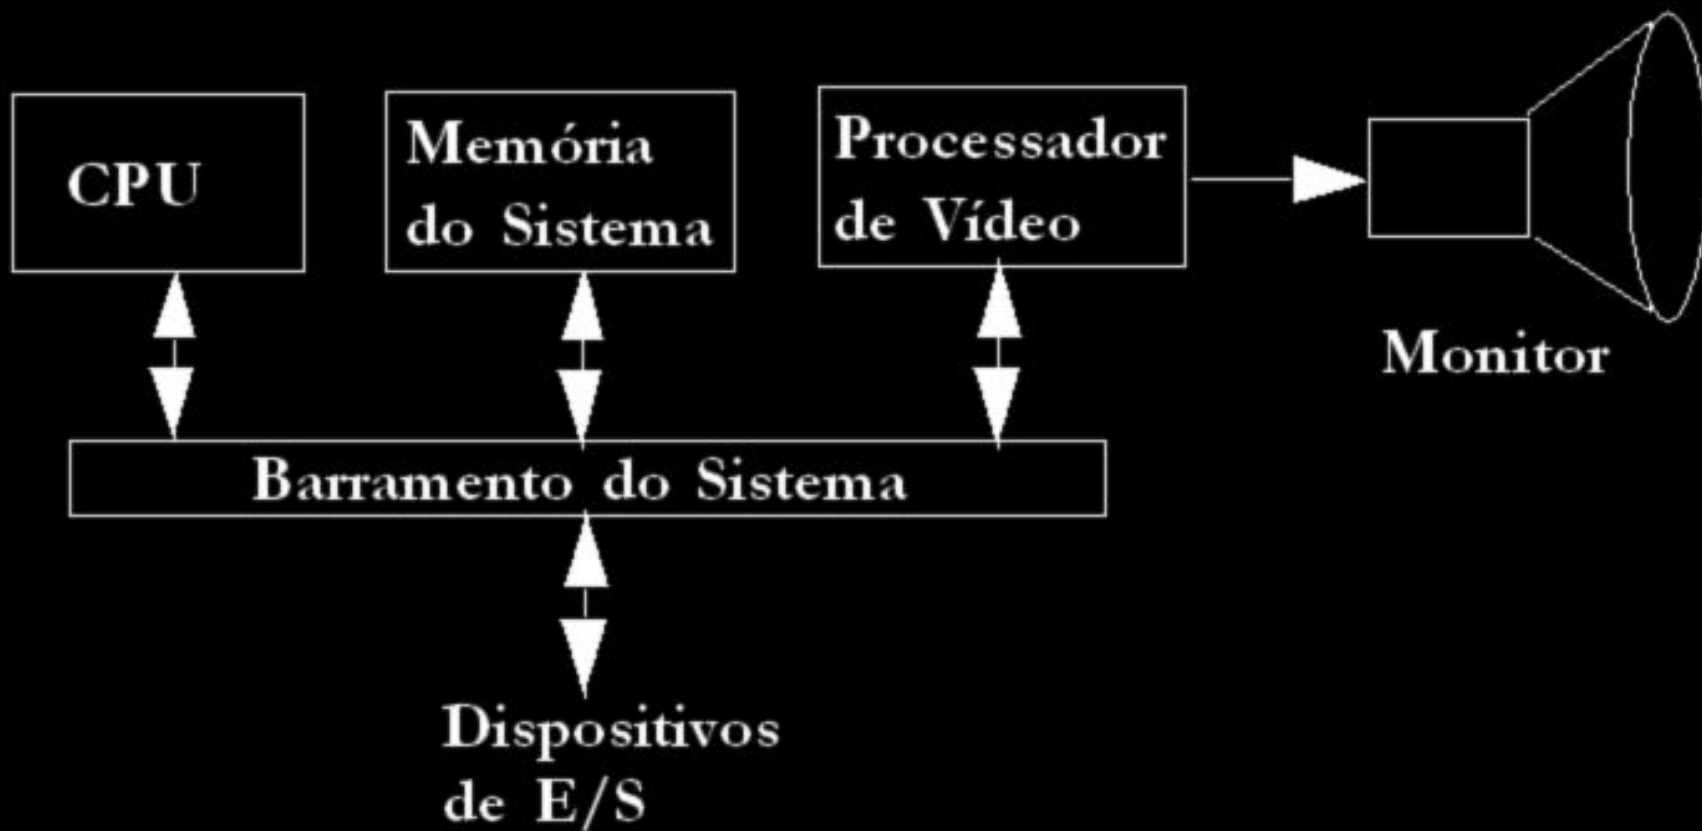 CPU
Memória
do Sistema
Processador
de Vídeo
Monitor
Barramento do Sistema
Dispositivos
de E/S